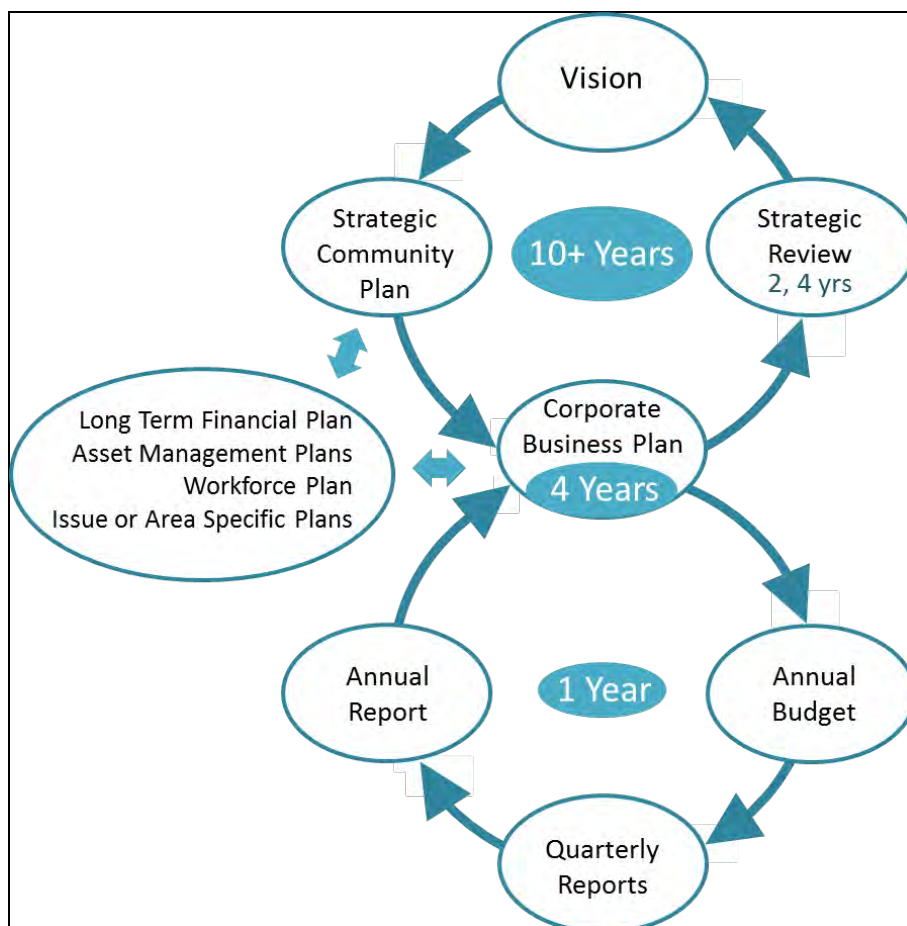 Vision
Strategic
Community
Plan
10+ Years
Strategic
Review
2, 4 yrs
Long Term Financial Plan
Asset Management Plans
Workforce Plan
Issue or Area Specific Plans
Corporate
Business Plan
4 Years
Annual
Report
1 Year
Annual
Budget
Quarterly
Reports